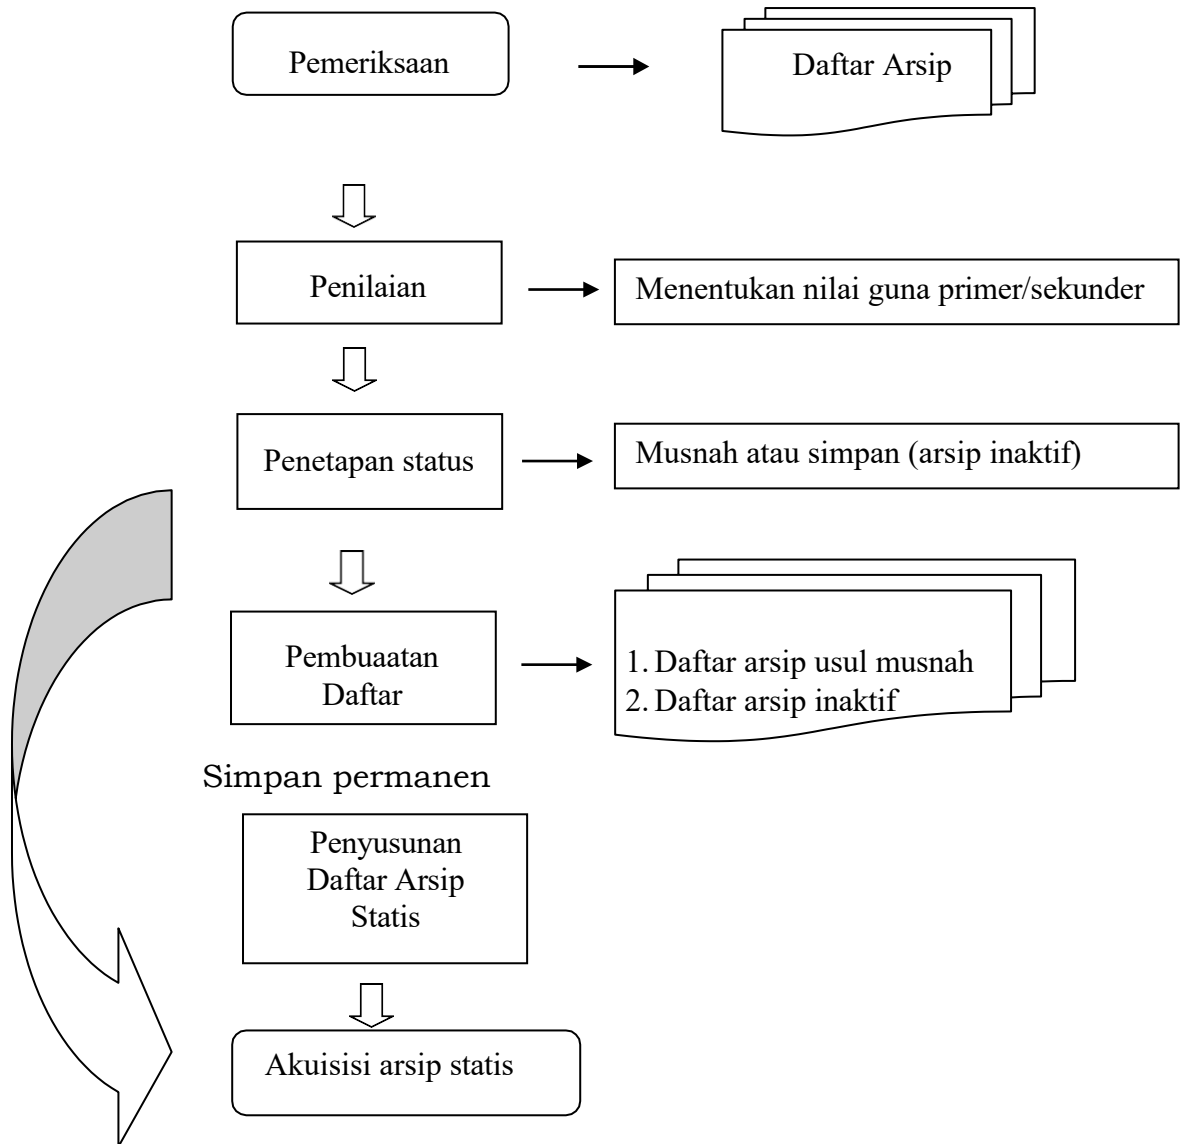 Pemeriksaan
Daftar Arsip
Penilaian
Menentukan nilai guna primer/sekunder
Penetapan status
Musnah atau simpan (arsip inaktif)
Pembuaatan
Daftar
1. Daftar arsip usul musnah
2. Daftar arsip inaktif
Simpan permanen
Penyusunan
Daftar Arsip
Statis
Akuisisi arsip statis